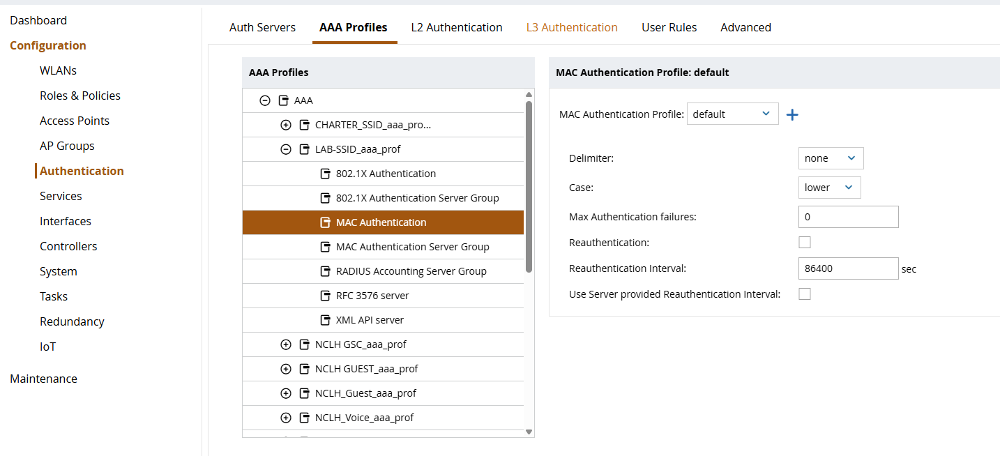 Dashboard
Configuration
WLANs
Roles & Policies
Access Points
AP Groups
Authentication
Services
Interfaces
Controllers
System
Tasks
Redundancy
IoT
Maintenance
Auth Servers
AAA Profiles
L2 Authentication
L3 Authentication
User Rules
Advanced
AAA Profiles
AAA
CHARTER_SSID_aaa_pro...
LAB-SSID_aaa_prof
802.1X Authentication
802.1X Authentication Server Group
MAC Authentication
MAC Authentication Server Group
RADIUS Accounting Server Group
RFC 3576 server
XML API server
NCLH GSC_aaa_prof
NCLH GUEST_aaa_prof
NCLH_Guest_aaa_prof
NCLH_Voice_aaa_prof
MAC Authentication Profile: default
MAC Authentication Profile: default
Delimiter: none
Case: lower
Max Authentication failures: 0
Reauthentication:
Reauthentication Interval: 86400 sec
Use Server provided Reauthentication Interval: